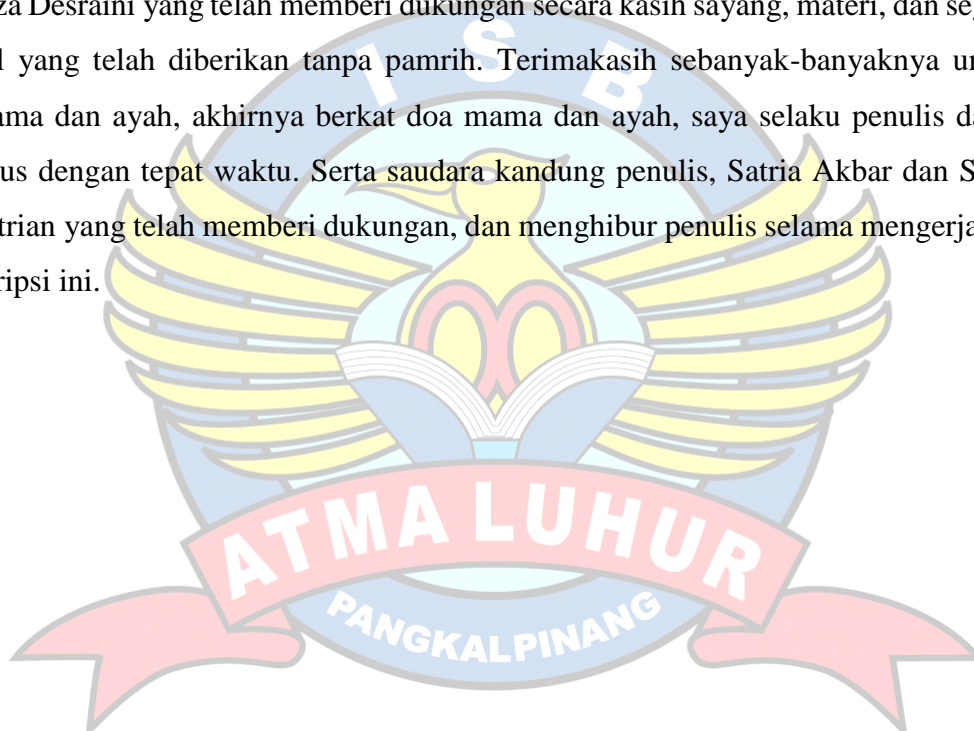 za Desraini yang telah memberi dukungan secara kasih sayang, materi, dan seg
l yang telah diberikan tanpa pamrih. Terimakasih sebanyak-banyaknya un
ama dan ayah, akhirnya berkat doa mama dan ayah, saya selaku penulis da
us dengan tepat waktu. Serta saudara kandung penulis, Satria Akbar dan S
trian yang telah memberi dukungan, dan menghibur penulis selama mengerja
ripsi ini.
I S B
ATMA LUHUR
PANGKALPINANG